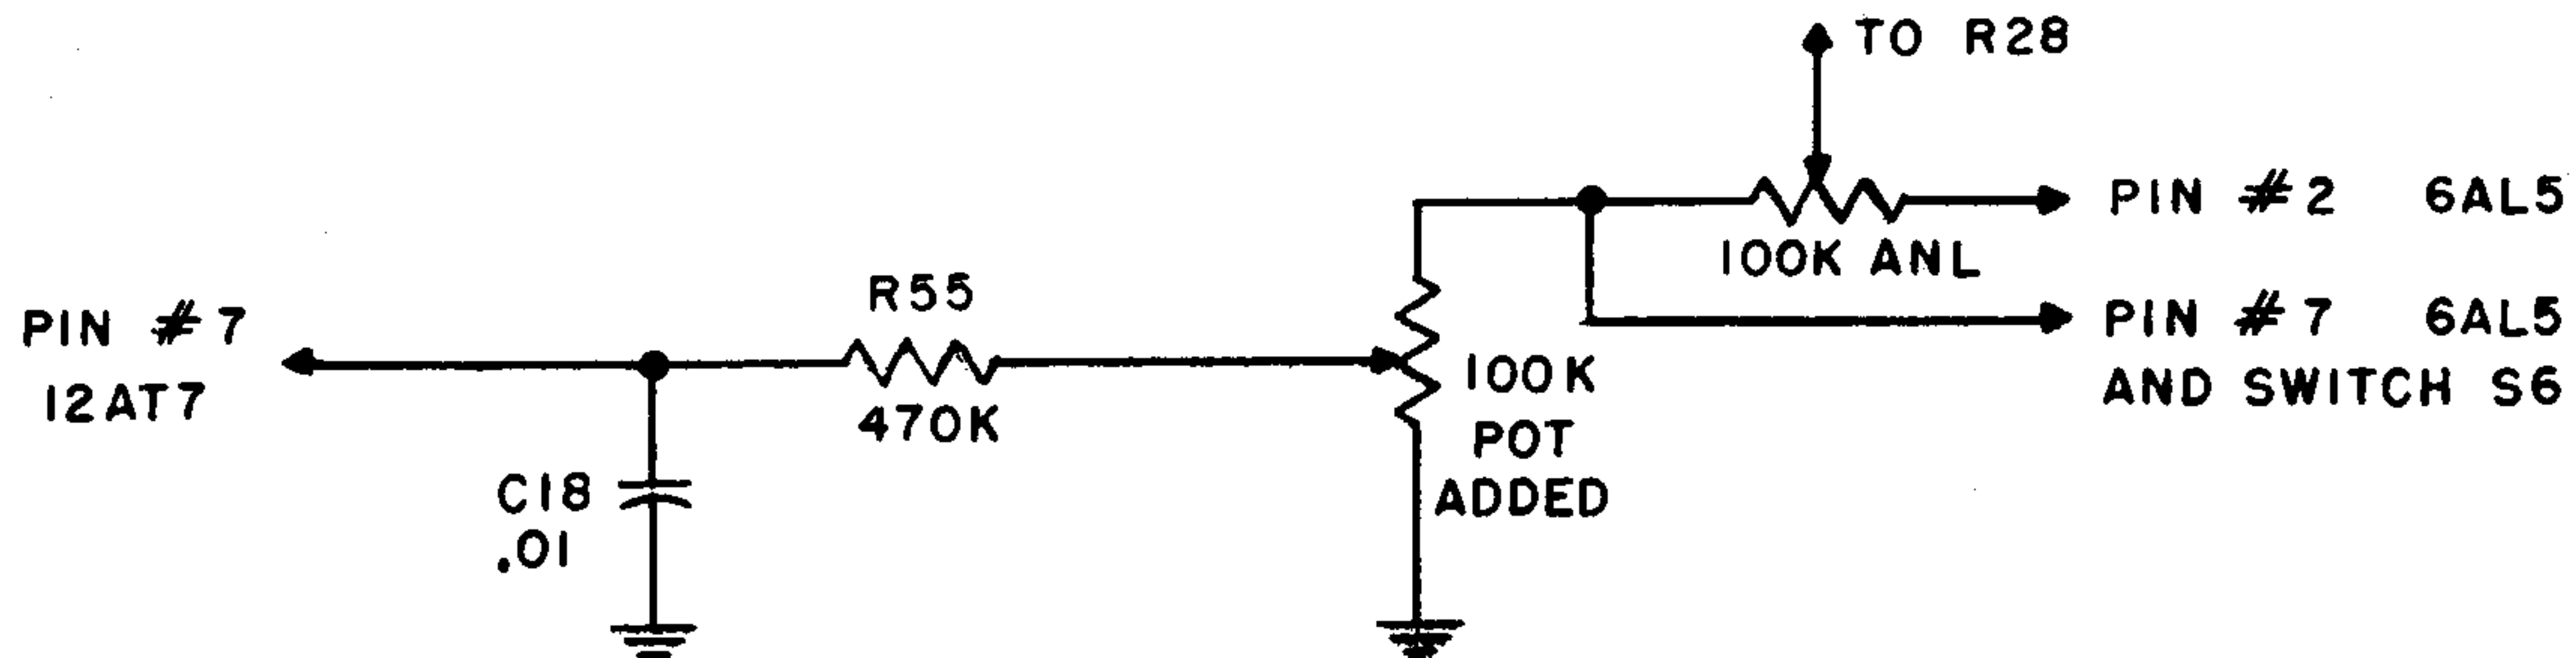 TO R28
PIN #2 6AL5
100K ANL
PIN #7 6AL5
AND SWITCH S6
R55
470K
PIN #7
12AT7
100K
POT
ADDED
C18
.01